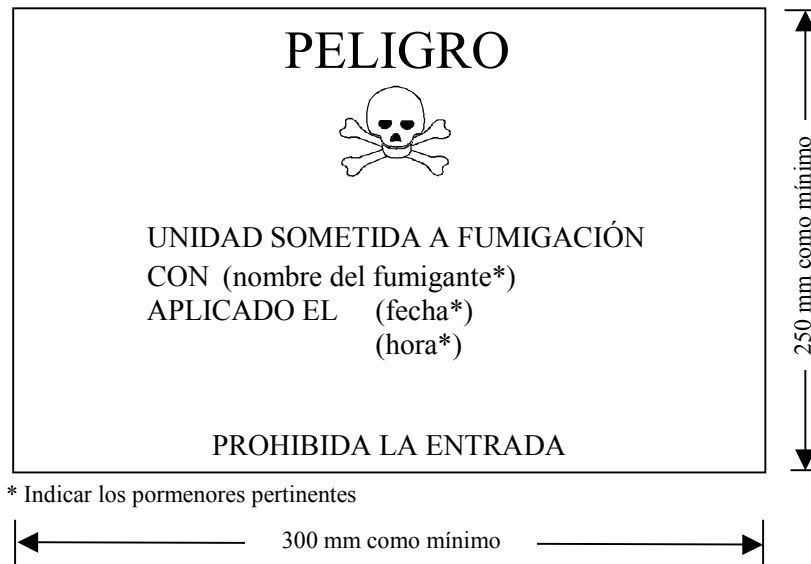 PELIGRO
UNIDAD SOMETIDA A FUMIGACIÓN
CON (nombre del fumigante*)
APLICADO EL (fecha*)
(hora*)
PROHIBIDA LA ENTRADA
250 mm como mínimo
* Indicar los pormenores pertinentes
300 mm como mínimo